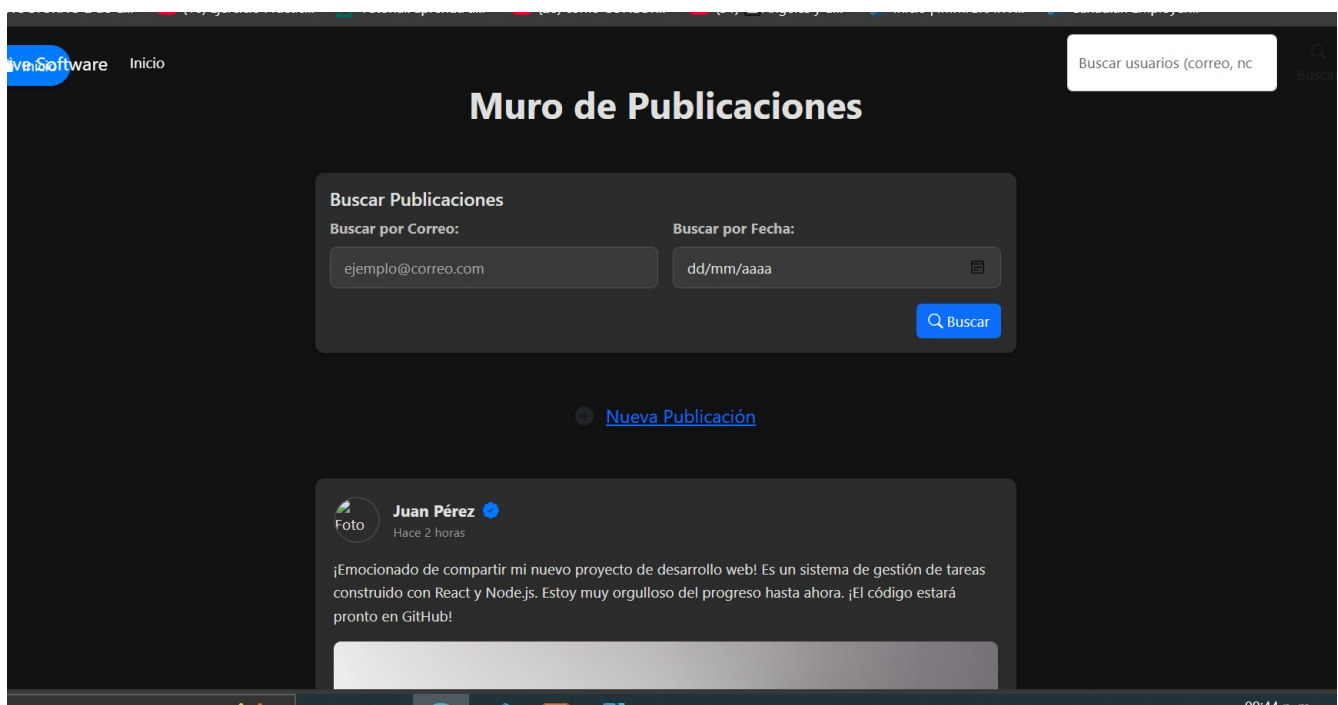 ive Software
Inicio
Inicio
Buscar usuarios (correo, nc
Busca
Muro de Publicaciones
Buscar Publicaciones
Buscar por Correo:
Buscar por Fecha:
ejemplo@correo.com
dd/mm/aaaa
Buscar
Nueva Publicación
Foto
Juan Pérez
Hace 2 horas
¡Emocionado de compartir mi nuevo proyecto de desarrollo web! Es un sistema de gestión de tareas
construido con React y Node.js. Estoy muy orgulloso del progreso hasta ahora. ¡El código estará
pronto en GitHub!